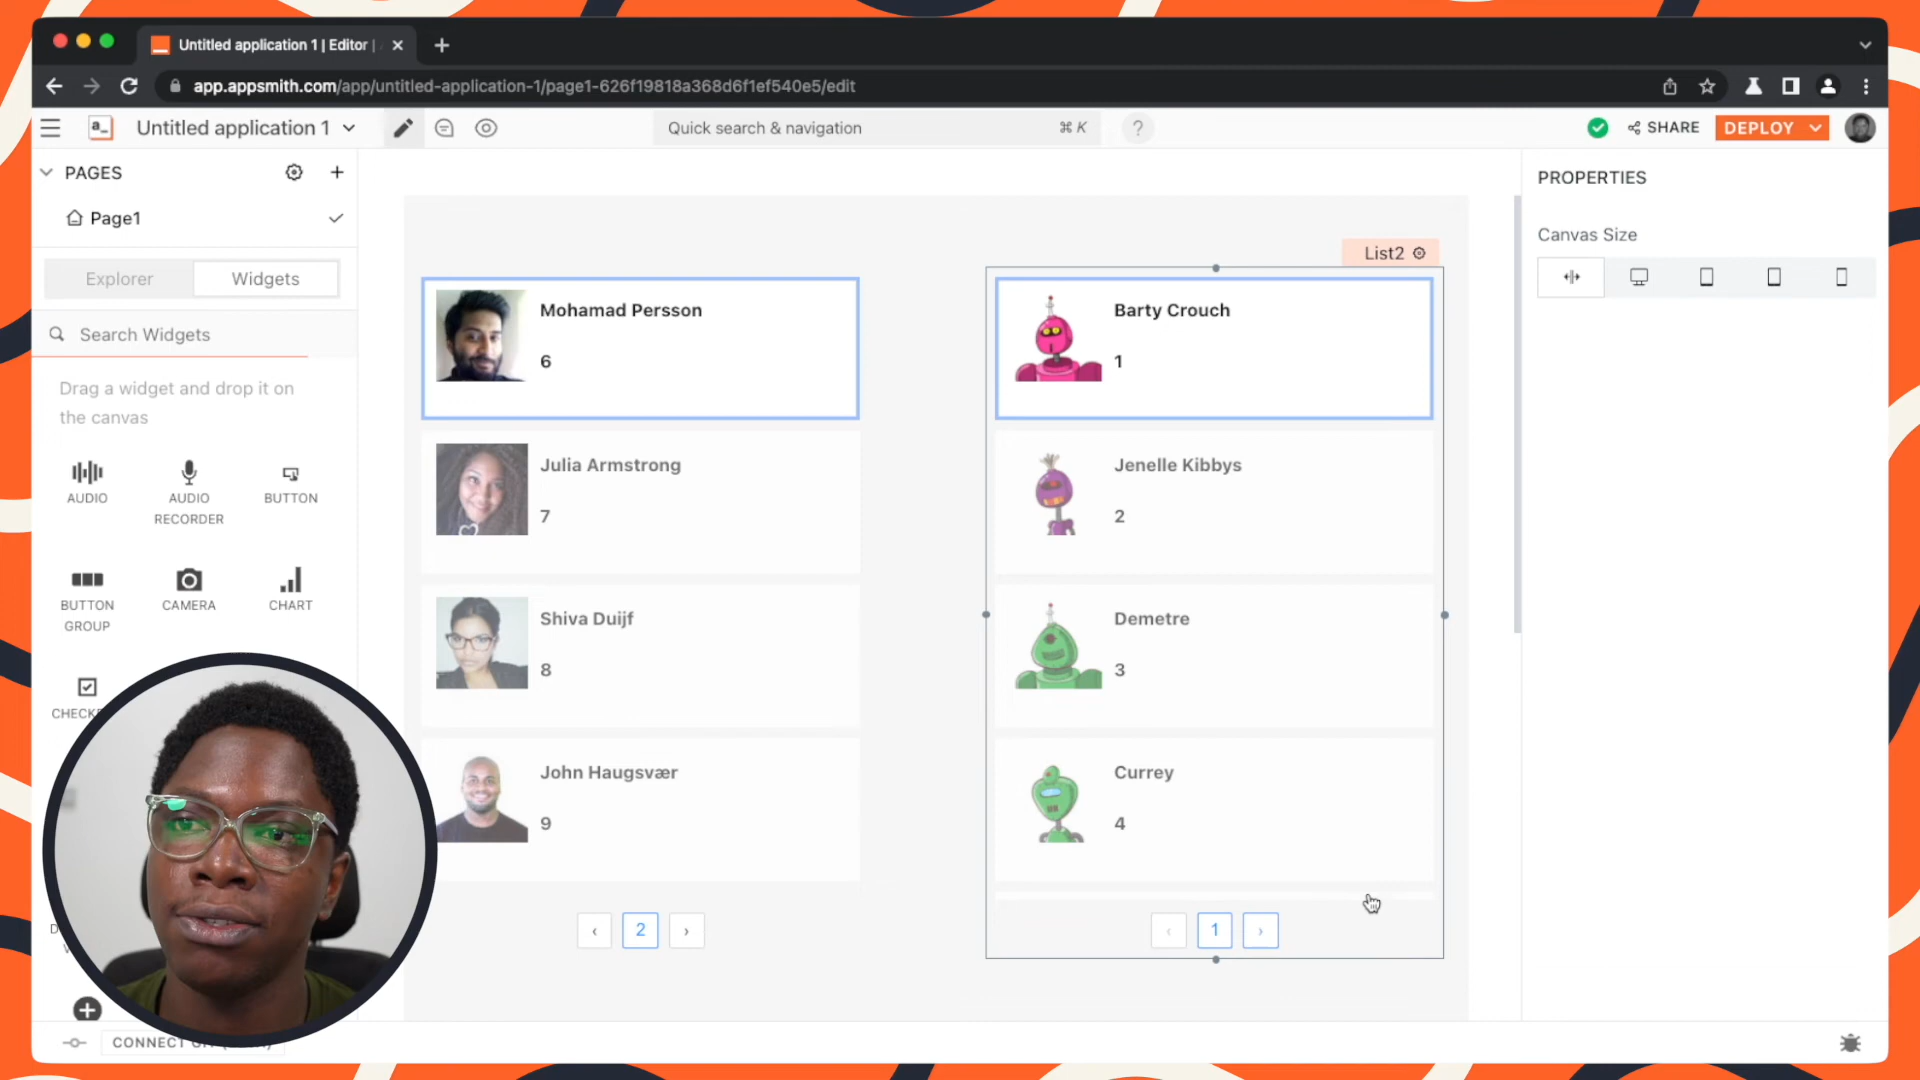 Untitled application 1 | Editor |
app.appsmith.com/app/untitled-application-1/page1-626f19818a368d6f1ef540e5/edit
a_
Untitled application 1
Quick search & navigation
⌘ K
?
SHARE
DEPLOY
PAGES
Page1
Explorer
Widgets
Search Widgets
Drag a widget and drop it on
the canvas
AUDIO
AUDIO
RECORDER
BUTTON
BUTTON
GROUP
CAMERA
CHART
CONNECT
Mohamad Persson
6
Julia Armstrong
7
Shiva Duijf
8
John Haugsvær
9
‹ 2 ›
List2
Barty Crouch
1
Jenelle Kibbys
2
Demetre
3
Currey
4
‹ 1 ›
PROPERTIES
Canvas Size